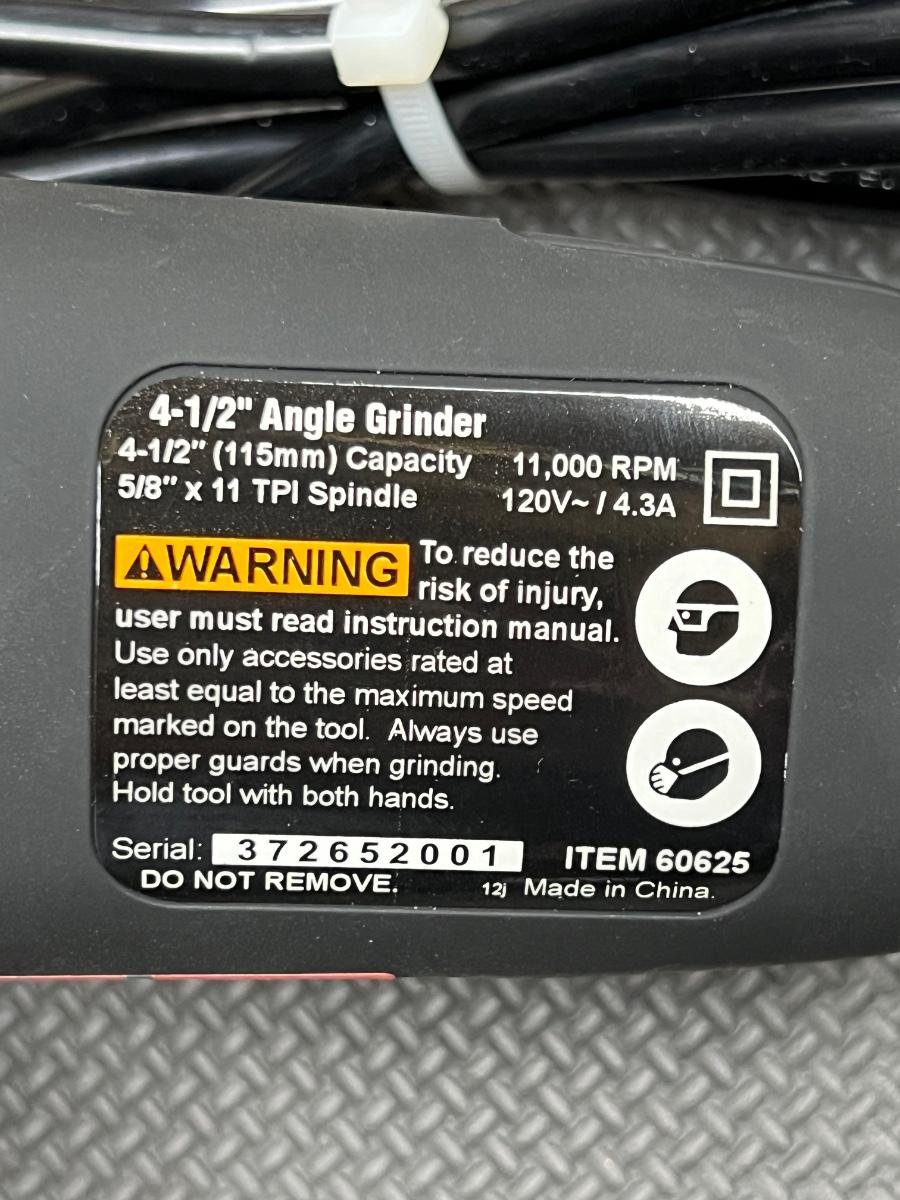 4-1/2" Angle Grinder
4-1/2" (115mm) Capacity 11,000 RPM
5/8" x 11 TPI Spindle 120V~ / 4.3A
⚠WARNING To reduce the
risk of injury,
user must read instruction manual.
Use only accessories rated at
least equal to the maximum speed
marked on the tool. Always use
proper guards when grinding.
Hold tool with both hands.
Serial: 372652001 ITEM 60625
DO NOT REMOVE. 12j Made in China.